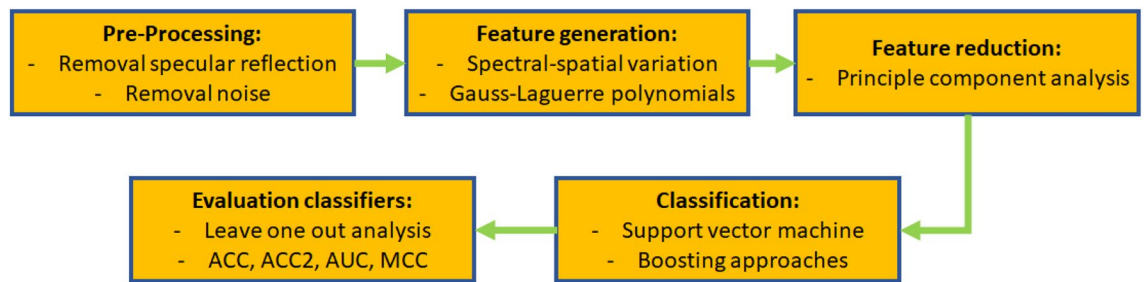 Pre-Processing:
- Removal specular reflection
- Removal noise
Feature generation:
- Spectral-spatial variation
- Gauss-Laguerre polynomials
Feature reduction:
- Principle component analysis
Classification:
- Support vector machine
- Boosting approaches
Evaluation classifiers:
- Leave one out analysis
- ACC, ACC2, AUC, MCC